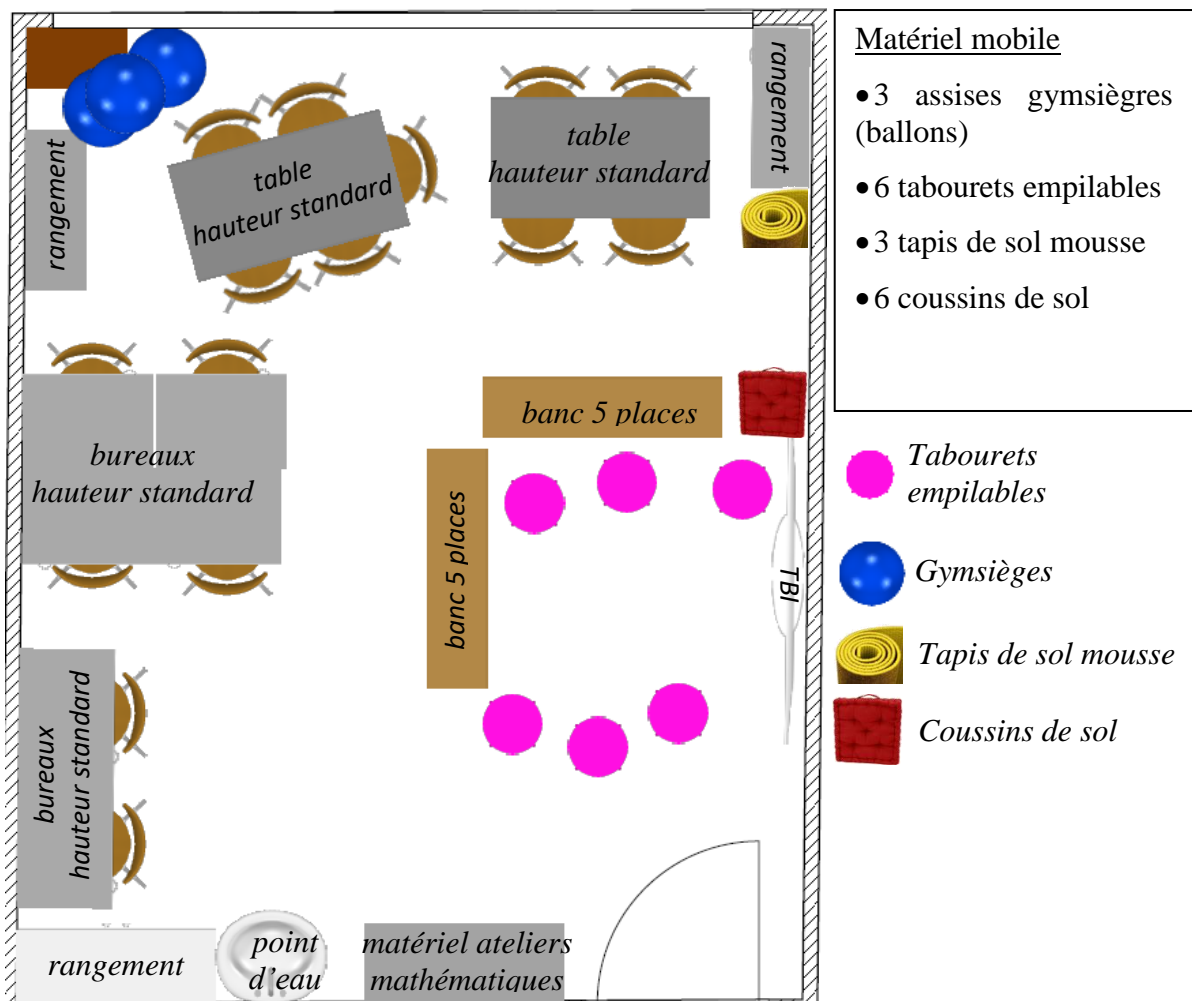 rangement
table
hauteur standard
table
hauteur standard
rangement
bureaux
hauteur standard
banc 5 places
banc 5 places
TBI
bureaux
hauteur standard
rangement
point
d'eau
matériel ateliers
mathématiques
Matériel mobile
•3 assises gymsiègres
(ballons)
•6 tabourets empilables
•3 tapis de sol mousse
•6 coussins de sol
Tabourets
empilables
Gymsièges
Tapis de sol mousse
Coussins de sol